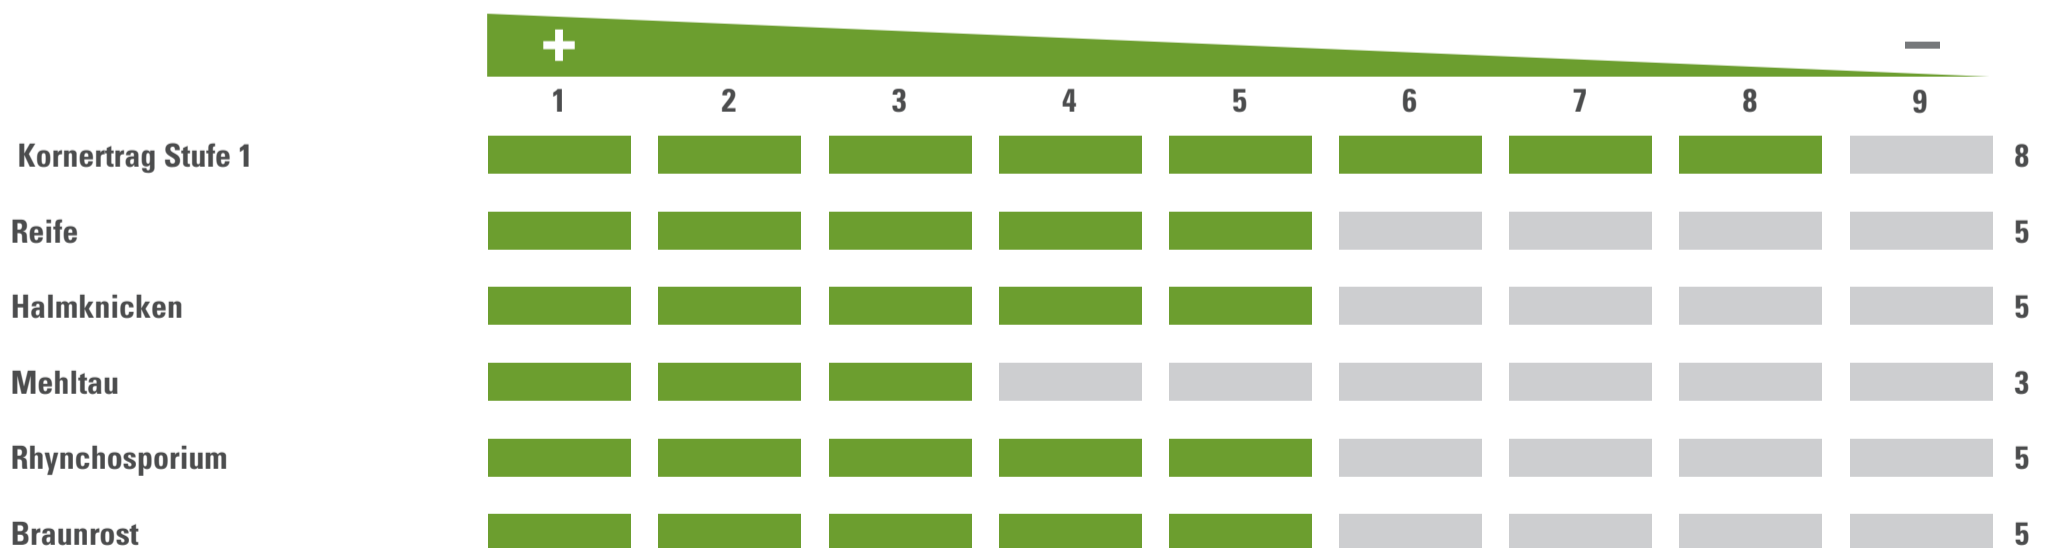 + −
1 2 3 4 5 6 7 8 9
Kornertrag Stufe 1 8
Reife 5
Halmknicken 5
Mehltau 3
Rhynchosporium 5
Braunrost 5